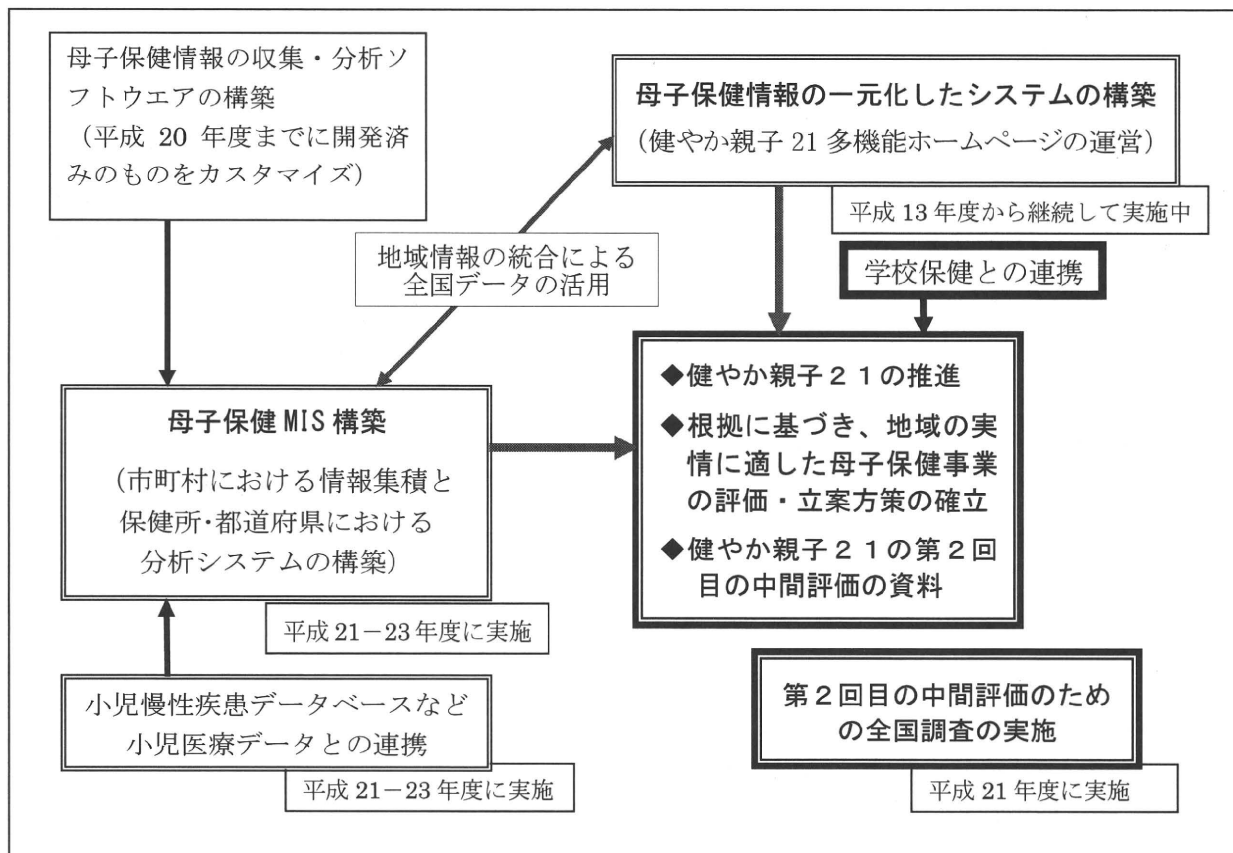 母子保健情報の収集・分析ソ
フトウエアの構築
（平成 20 年度までに開発済
みのものをカスタマイズ）
母子保健情報の一元化したシステムの構築
（健やか親子 21 多機能ホームページの運営）
平成 13 年度から継続して実施中
地域情報の統合による
全国データの活用
学校保健との連携
母子保健 MIS 構築
（市町村における情報集積と
保健所・都道府県における
分析システムの構築）
平成 21－23 年度に実施
◆健やか親子２１の推進
◆根拠に基づき、地域の実
情に適した母子保健事業
の評価・立案方策の確立
◆健やか親子２１の第２回
目の中間評価の資料
小児慢性疾患データベースなど
小児医療データとの連携
平成 21－23 年度に実施
第２回目の中間評価のため
の全国調査の実施
平成 21 年度に実施